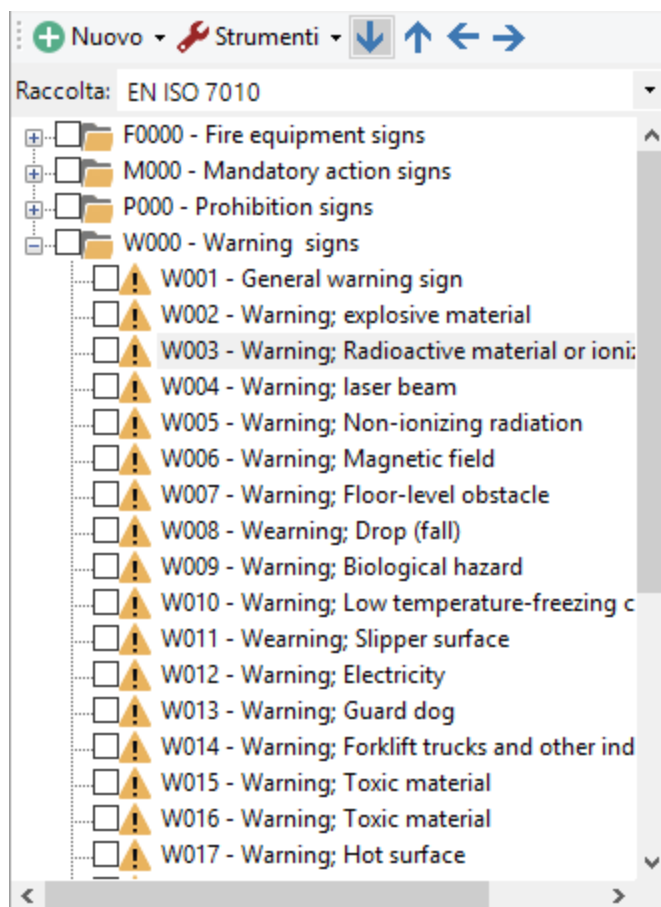 Nuovo Strumenti
Raccolta: EN ISO 7010
F0000 - Fire equipment signs
M000 - Mandatory action signs
P000 - Prohibition signs
W000 - Warning  signs
W001 - General warning sign
W002 - Warning; explosive material
W003 - Warning; Radioactive material or ioni
W004 - Warning; laser beam
W005 - Warning; Non-ionizing radiation
W006 - Warning; Magnetic field
W007 - Warning; Floor-level obstacle
W008 - Wearning; Drop (fall)
W009 - Warning; Biological hazard
W010 - Warning; Low temperature-freezing c
W011 - Wearning; Slipper surface
W012 - Warning; Electricity
W013 - Warning; Guard dog
W014 - Warning; Forklift trucks and other ind
W015 - Warning; Toxic material
W016 - Warning; Toxic material
W017 - Warning; Hot surface